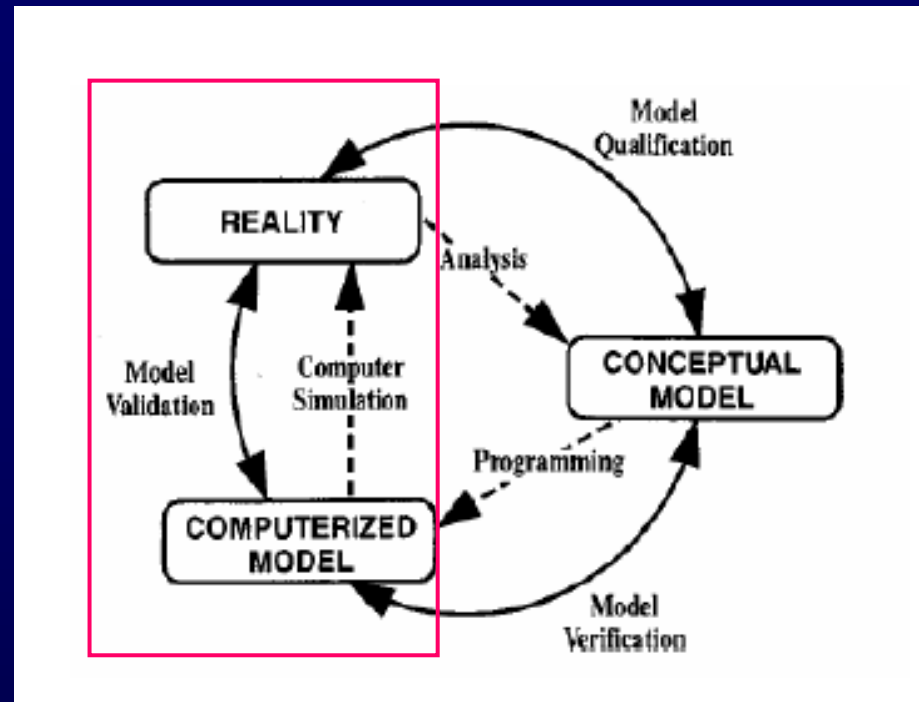 Model
Qualification
REALITY
Analysis
Model
Validation
Computer
Simulation
CONCEPTUAL
MODEL
Programming
COMPUTERIZED
MODEL
Model
Verification